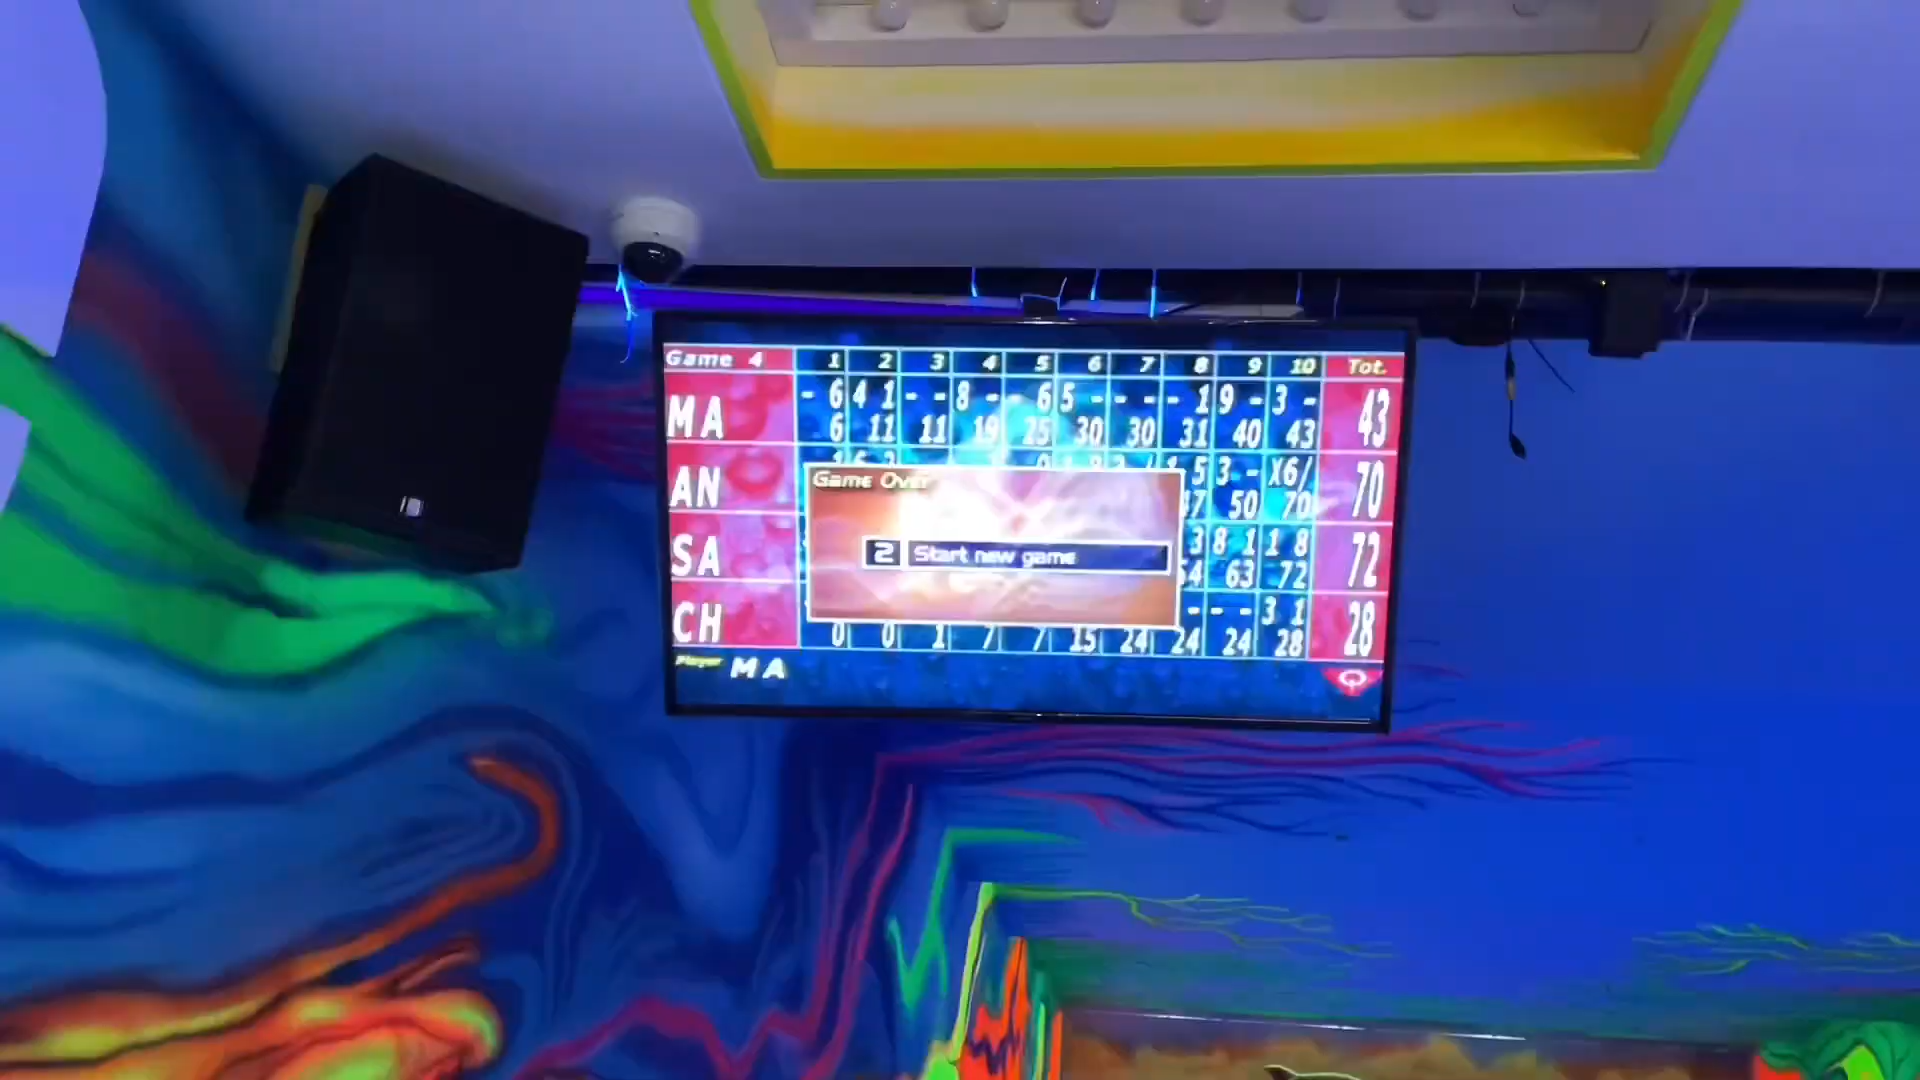 Game 4 1 2 3 4 5 6 7 8 9 10 Tot.
- 6 4 1 - - 8 - - 6 5 - - - - 1 9 - 3 -
MA 6 11 11 19 25 30 30 31 40 43 43
5 3 - X6/
AN 50 70 70
3 8 1 1 8
SA 63 72 72
- - - 3 1
CH 0 0 1 7 7 15 24 24 24 28 28
Game Over
2 Start new game
Player MA